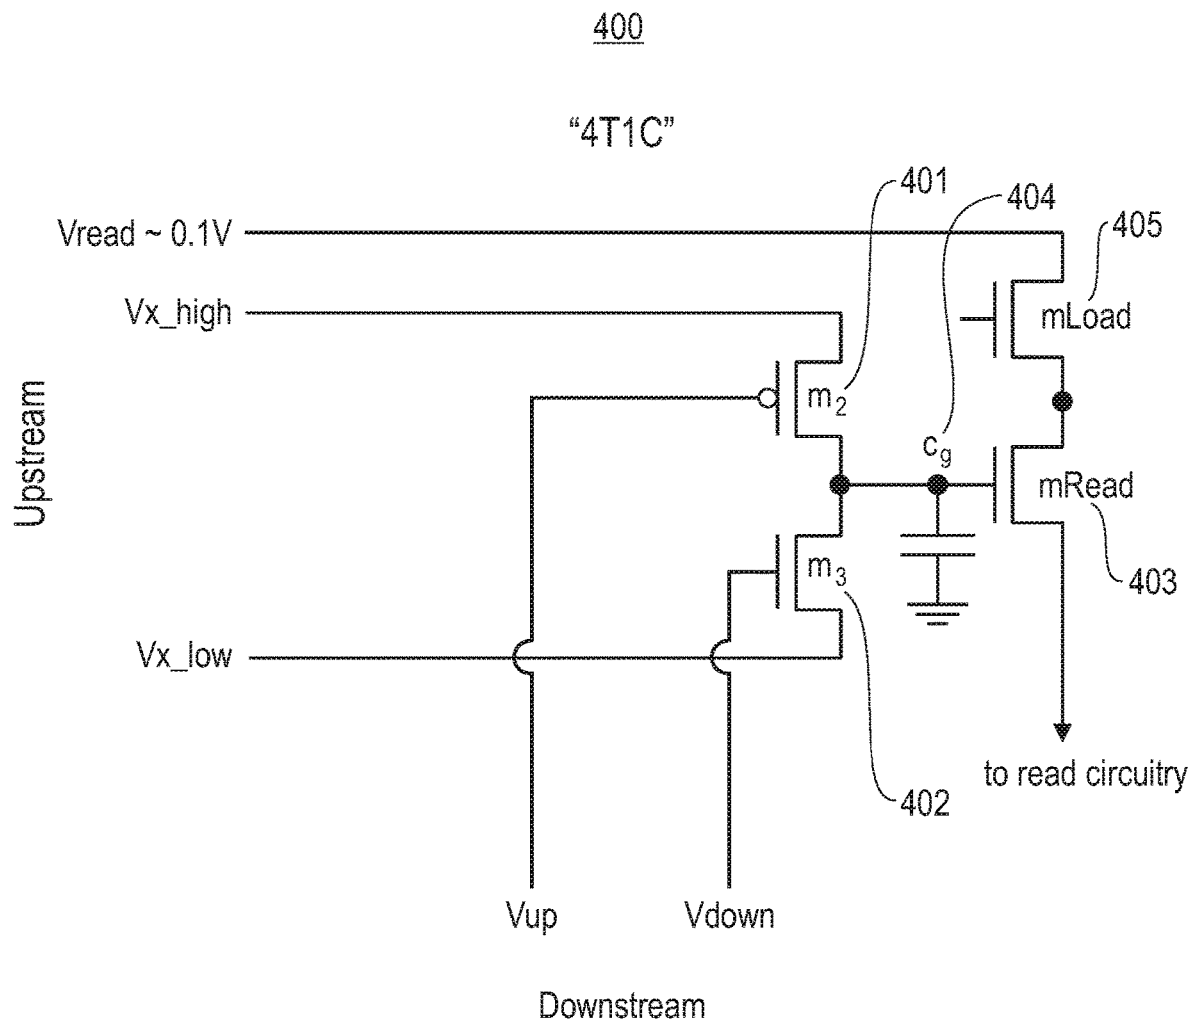 400
“4T1C”
401
404
405
Vread ~ 0.1V
Vx_high
mLoad
m2
Upstream
cg
mRead
m3
403
Vx_low
402
to read circuitry
Vup
Vdown
Downstream